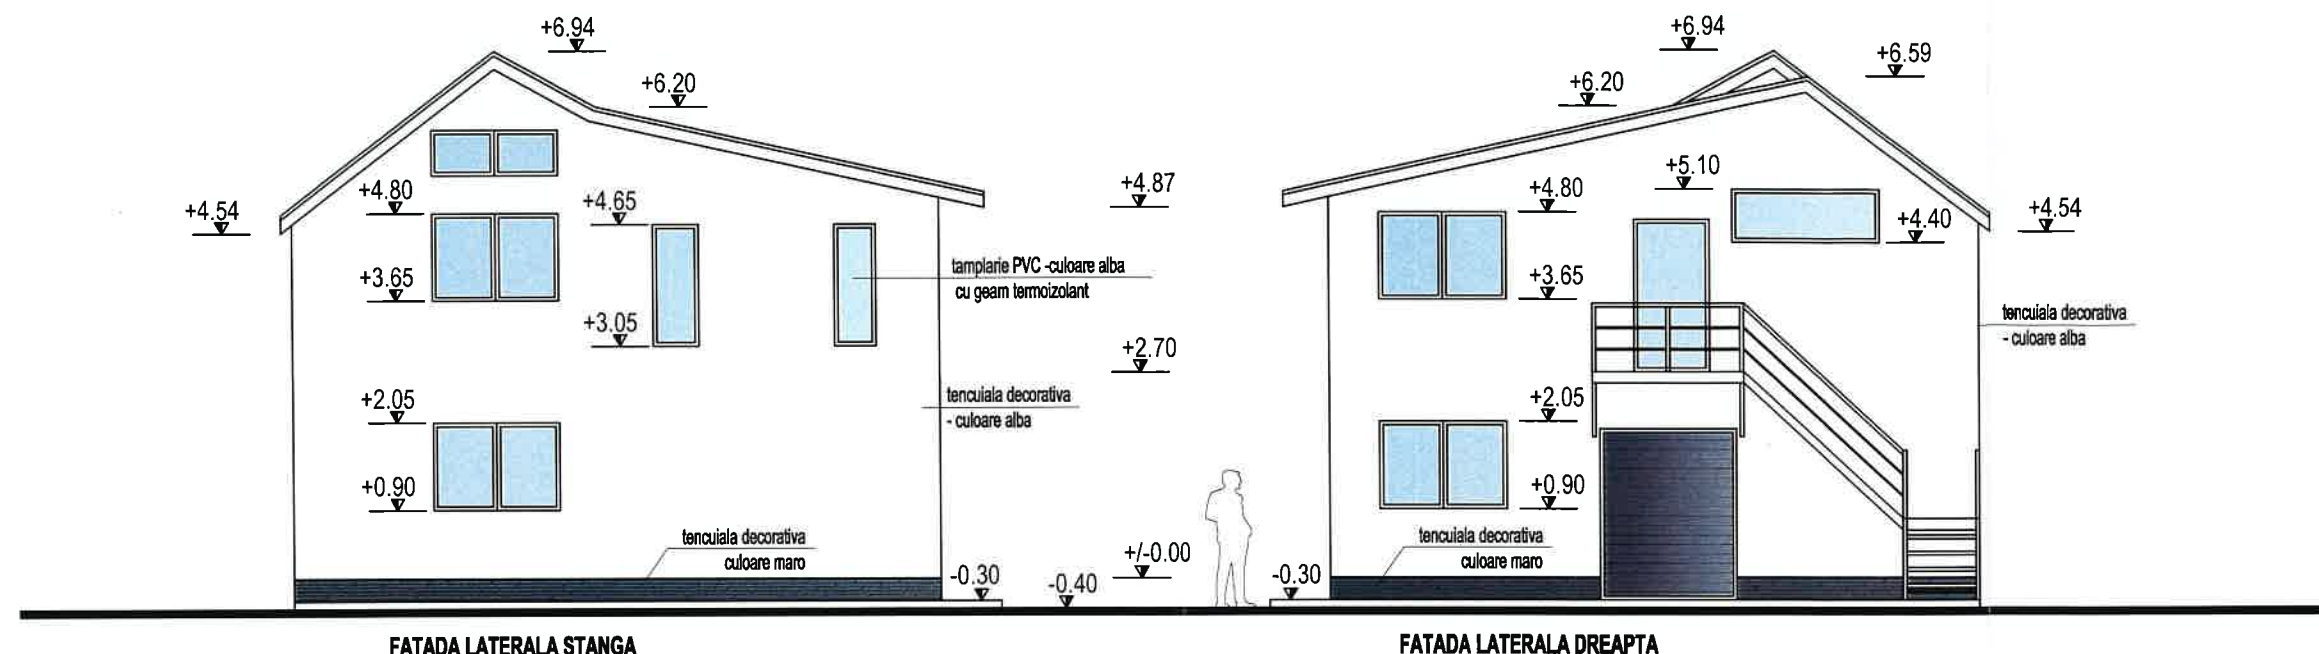 +6.94
+6.20
+4.80
+4.54
+4.65
+3.65
+3.05
+2.05
+0.90
tamplarie PVC -culoare alba
cu geam termoizolant
tencuiala decorativa
- culoare alba
tencuiala decorativa
culoare maro
-0.30
-0.40
+4.87
+2.70
+/-0.00
FATADA LATERALA STANGA
+6.94
+6.59
+6.20
+5.10
+4.80
+4.40
+4.54
+3.65
tencuiala decorativa
- culoare alba
+2.05
+0.90
tencuiala decorativa
culoare maro
-0.30
FATADA LATERALA DREAPTA